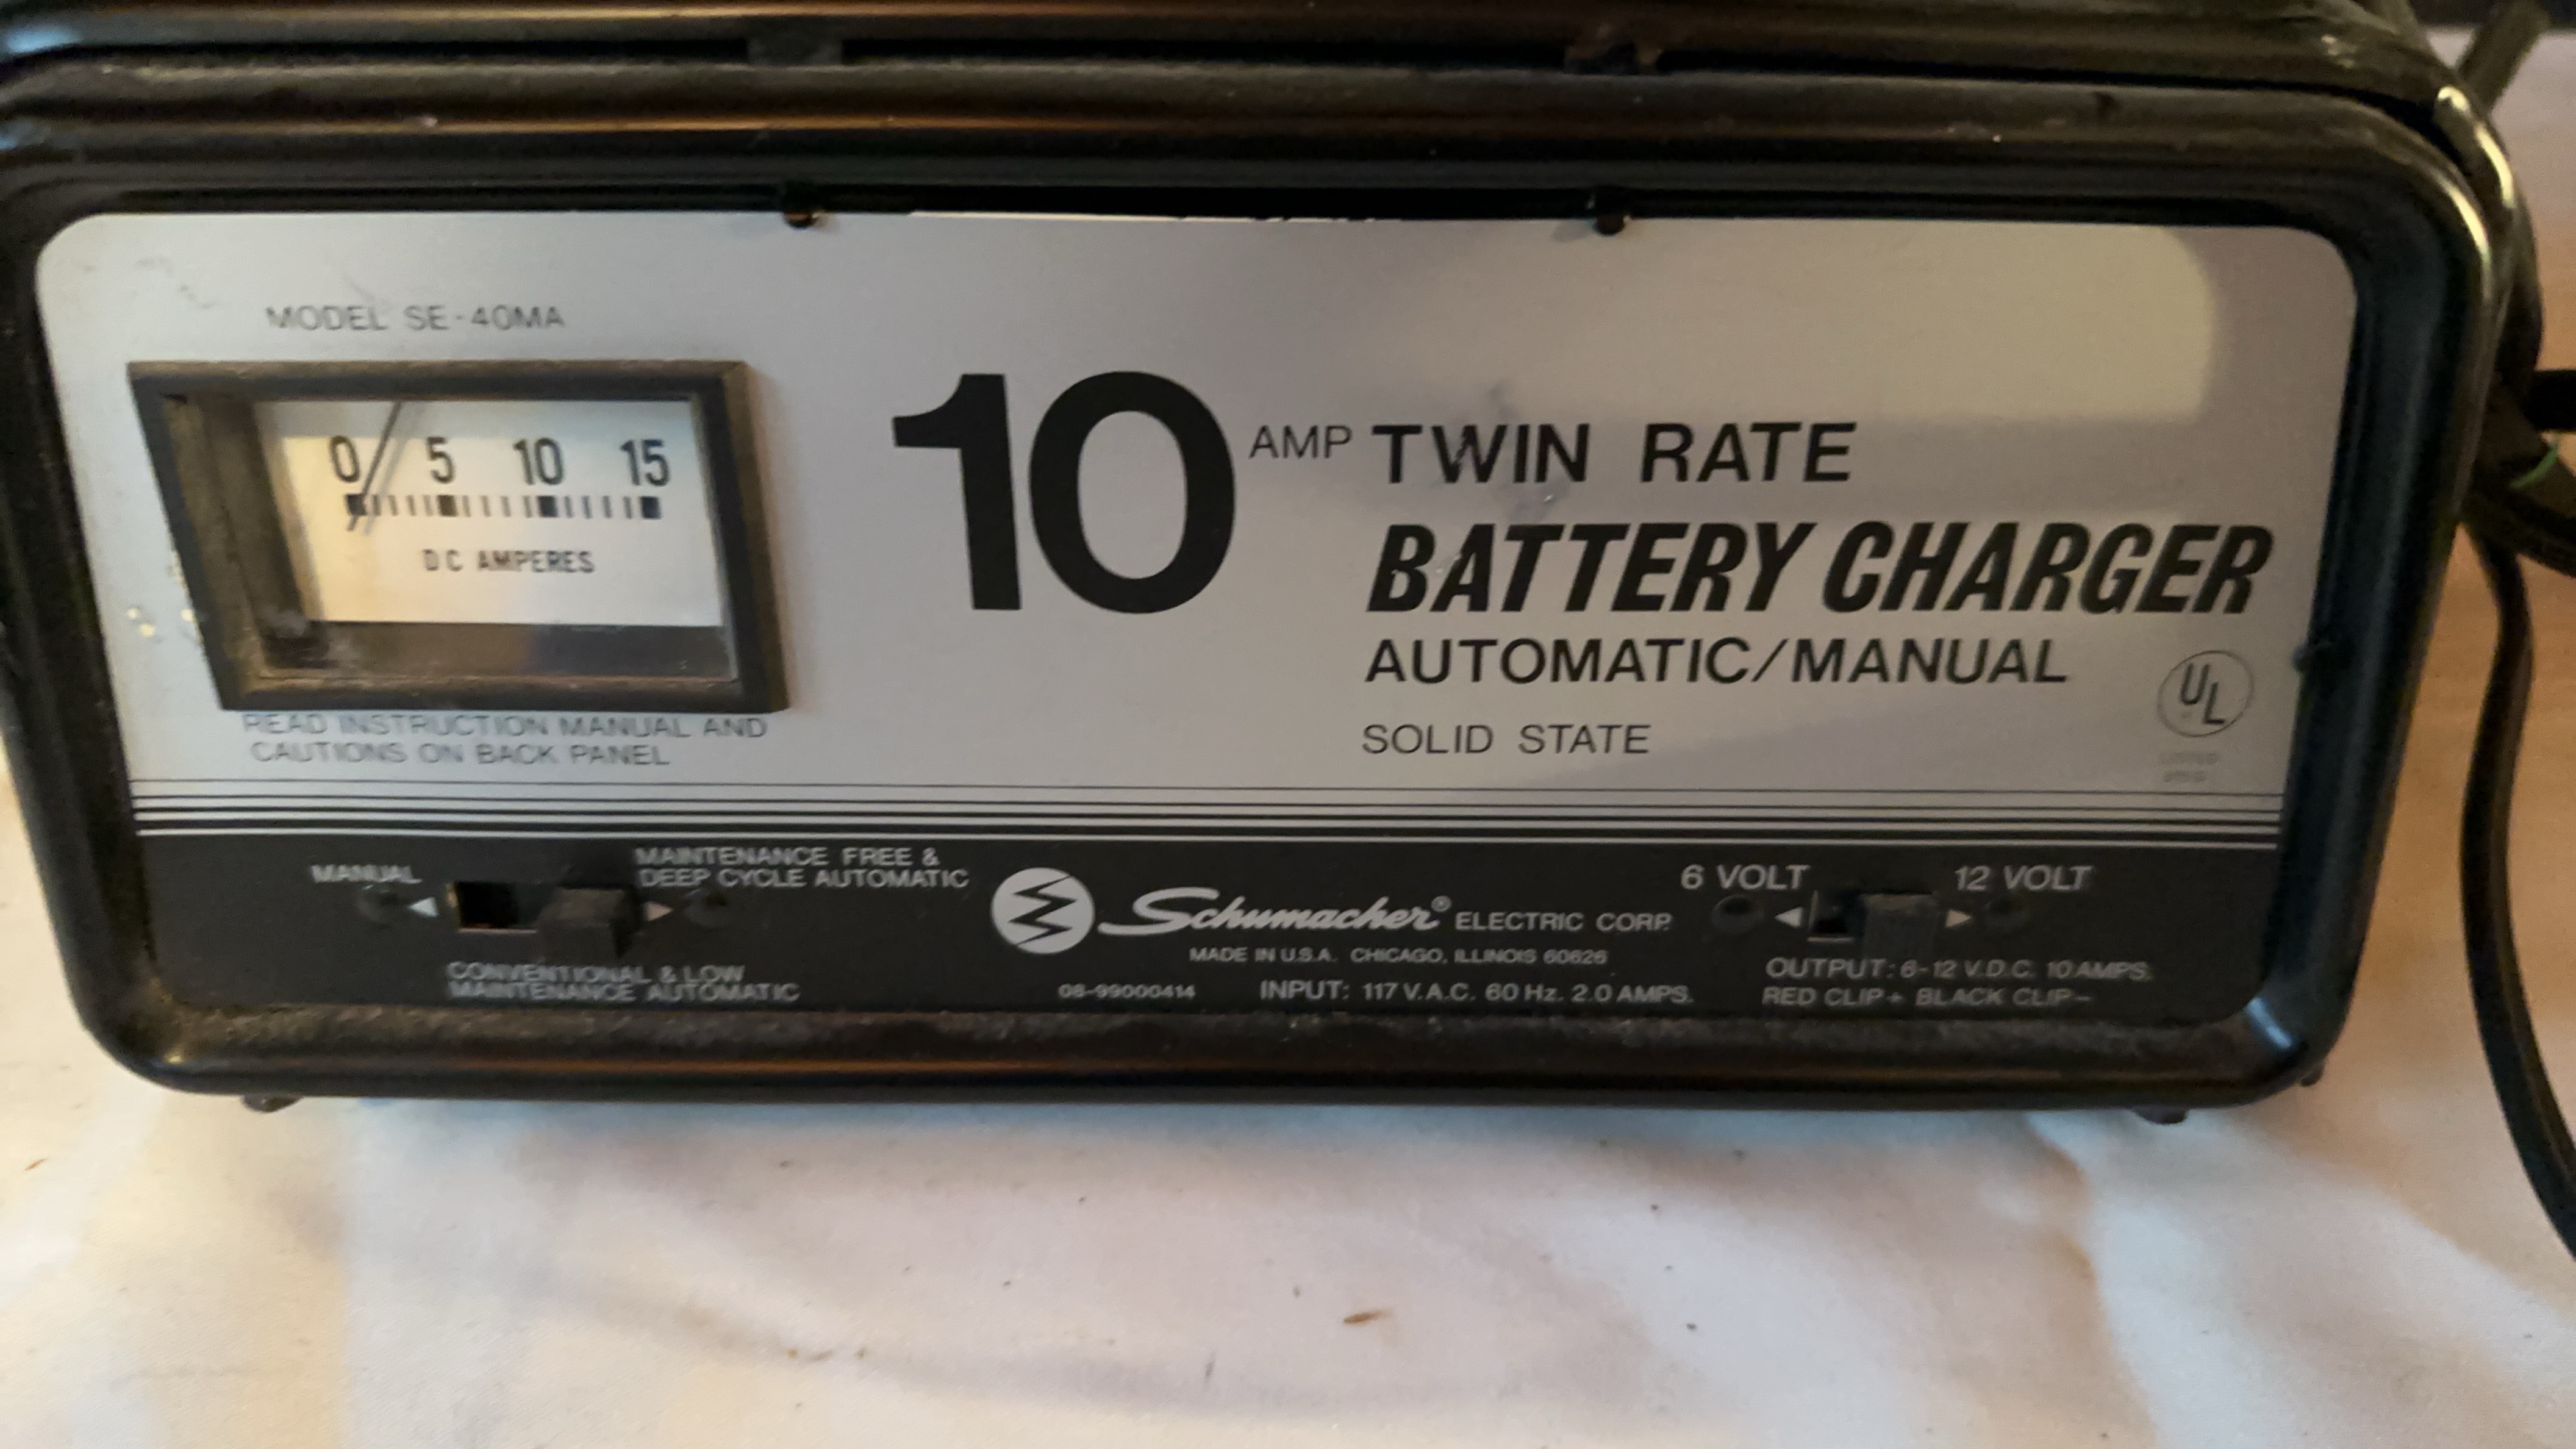 MODEL SE-40MA
0 5 10 15
DC AMPERES
READ INSTRUCTION MANUAL AND
CAUTIONS ON BACK PANEL
10 AMP TWIN RATE
BATTERY CHARGER
AUTOMATIC/MANUAL
SOLID STATE
UL
MANUAL
MAINTENANCE FREE &
DEEP CYCLE AUTOMATIC
CONVENTIONAL & LOW
MAINTENANCE AUTOMATIC
Schumacher® ELECTRIC CORP.
MADE IN U.S.A. CHICAGO, ILLINOIS 60626
08-99000414 INPUT: 117 V.A.C. 60 Hz. 2.0 AMPS.
6 VOLT 12 VOLT
OUTPUT: 6-12 V.D.C. 10 AMPS.
RED CLIP+ BLACK CLIP-